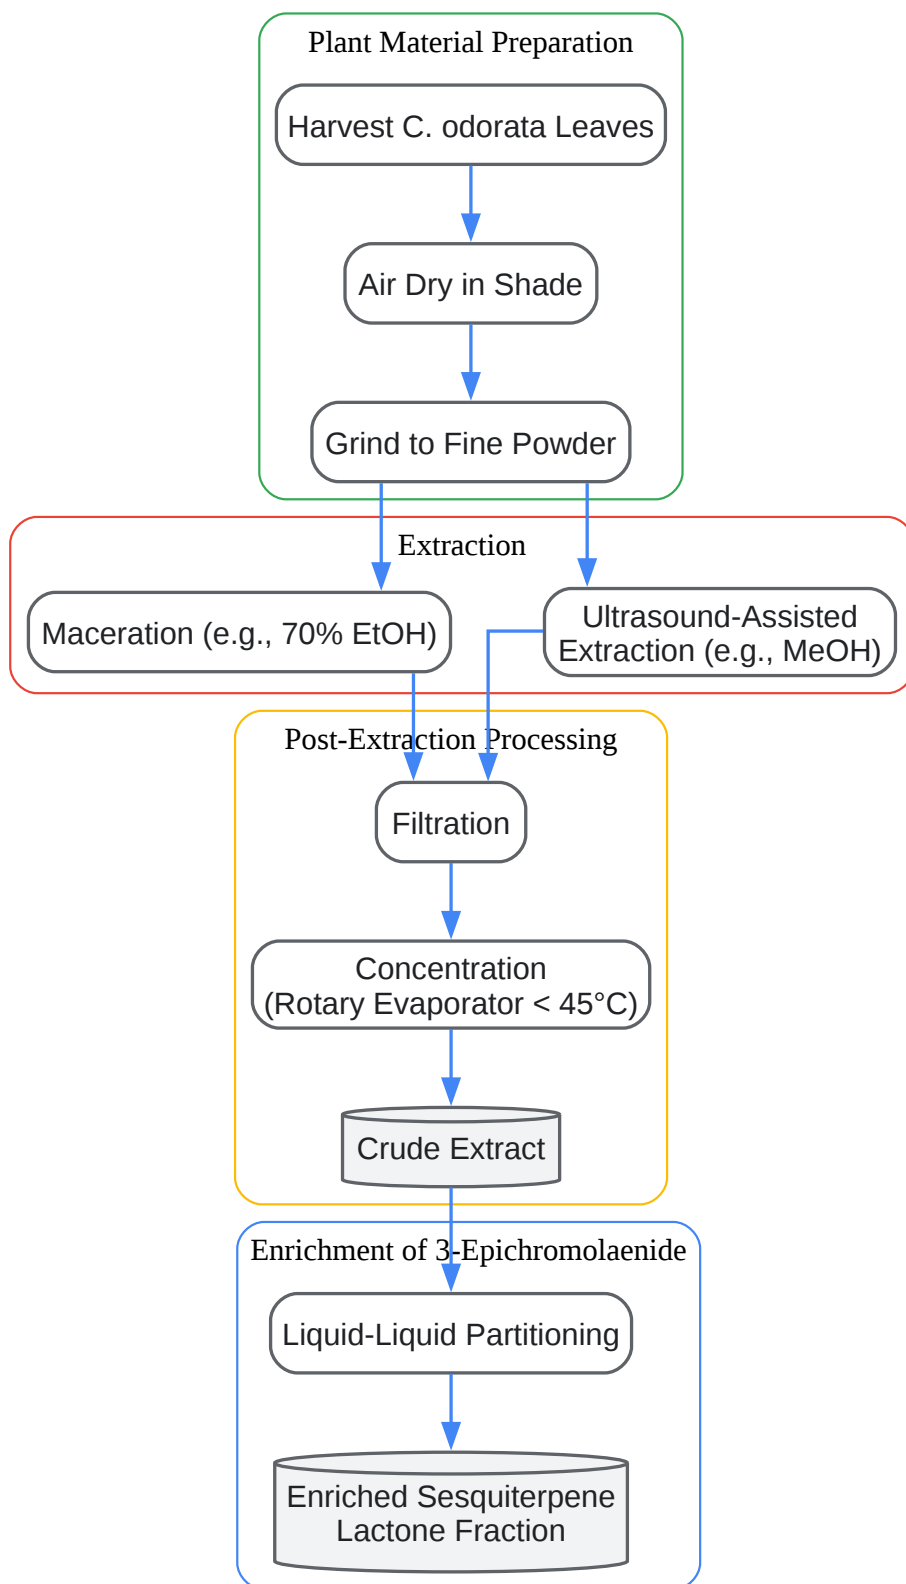 Plant Material Preparation
Harvest C. odorata Leaves
Air Dry in Shade
Grind to Fine Powder
Extraction
Maceration (e.g., 70% EtOH)
Ultrasound-Assisted
Extraction (e.g., MeOH)
Post-Extraction Processing
Filtration
Concentration
(Rotary Evaporator < 45°C)
Crude Extract
Enrichment of 3-Epichromolaenide
Liquid-Liquid Partitioning
Enriched Sesquiterpene
Lactone Fraction